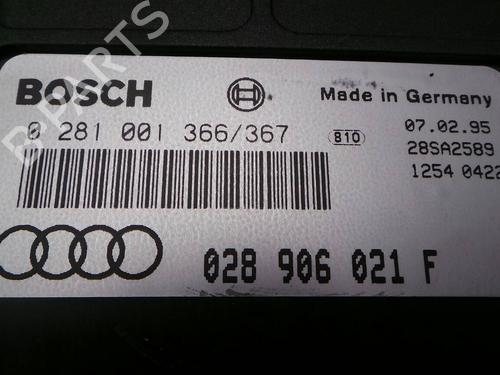 B-PARTS
BOSCH
Made in Germany
0 281 001 366/367
810
07.02.95
28SA2589
1254 0422
028 906 021 F